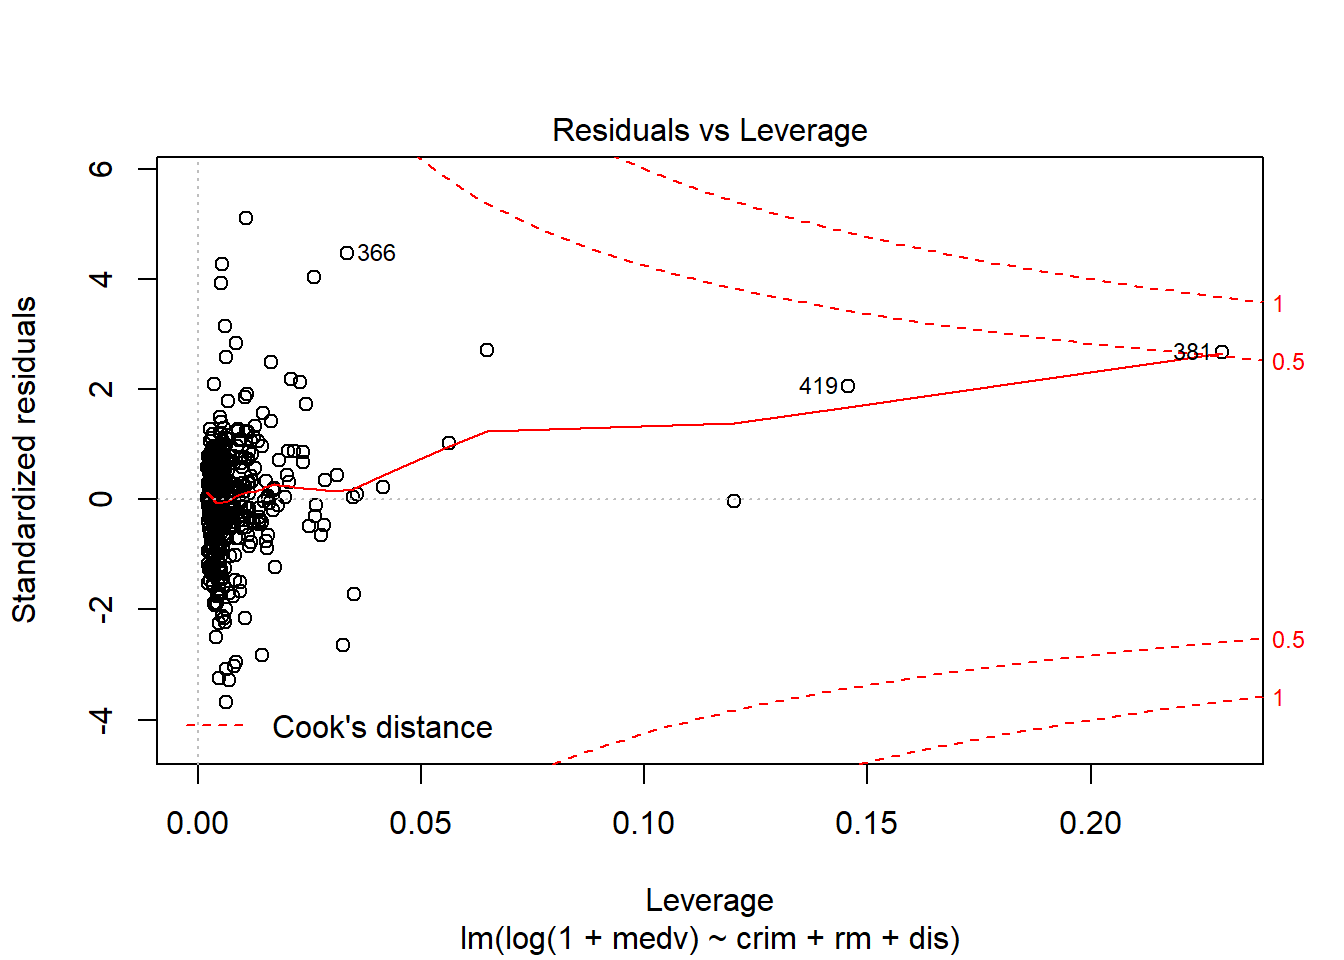 Residuals vs Leverage
Standardized residuals
6
4
2
0
-2
-4
366
419
381
1
0.5
0.5
1
Cook's distance
0.00 0.05 0.10 0.15 0.20
Leverage
lm(log(1 + medv) ~ crim + rm + dis)